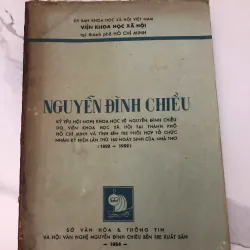 ỦY BAN KHOA HỌC XÃ HỘI VIỆT NAM
VIỆN KHOA HỌC XÃ HỘI
tại thành phố HỒ CHÍ MINH
NGUYỄN ĐÌNH CHIỂU
KỶ YẾU HỘI NGHỊ KHOA HỌC VỀ NGUYỄN ĐÌNH CHIỂU
DO VIỆN KHOA HỌC XÃ HỘI TẠI THÀNH PHỐ
HỒ CHÍ MINH VÀ TỈNH BẾN TRE PHỐI HỢP TỔ CHỨC
NHÂN KỶ NIỆM LẦN THỨ 160 NGÀY SINH CỦA NHÀ THƠ
SỞ VĂN HÓA & THÔNG TIN
VÀ HỘI VĂN NGHỆ NGUYỄN ĐÌNH CHIỂU BẾN TRE XUẤT BẢN
- 1984 -